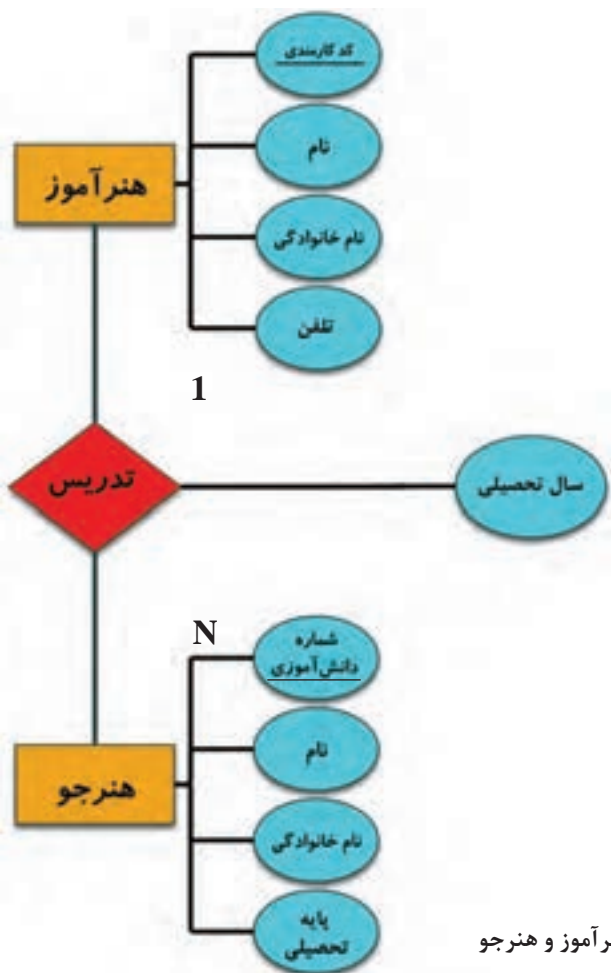 کد کارمندی
نام
هنرآموز
نام خانوادگی
تلفن
1
تدریس
سال تحصیلی
N
شماره
دانش‌آموزی
نام
هنرجو
نام خانوادگی
پایه
تحصیلی
هنرجو و